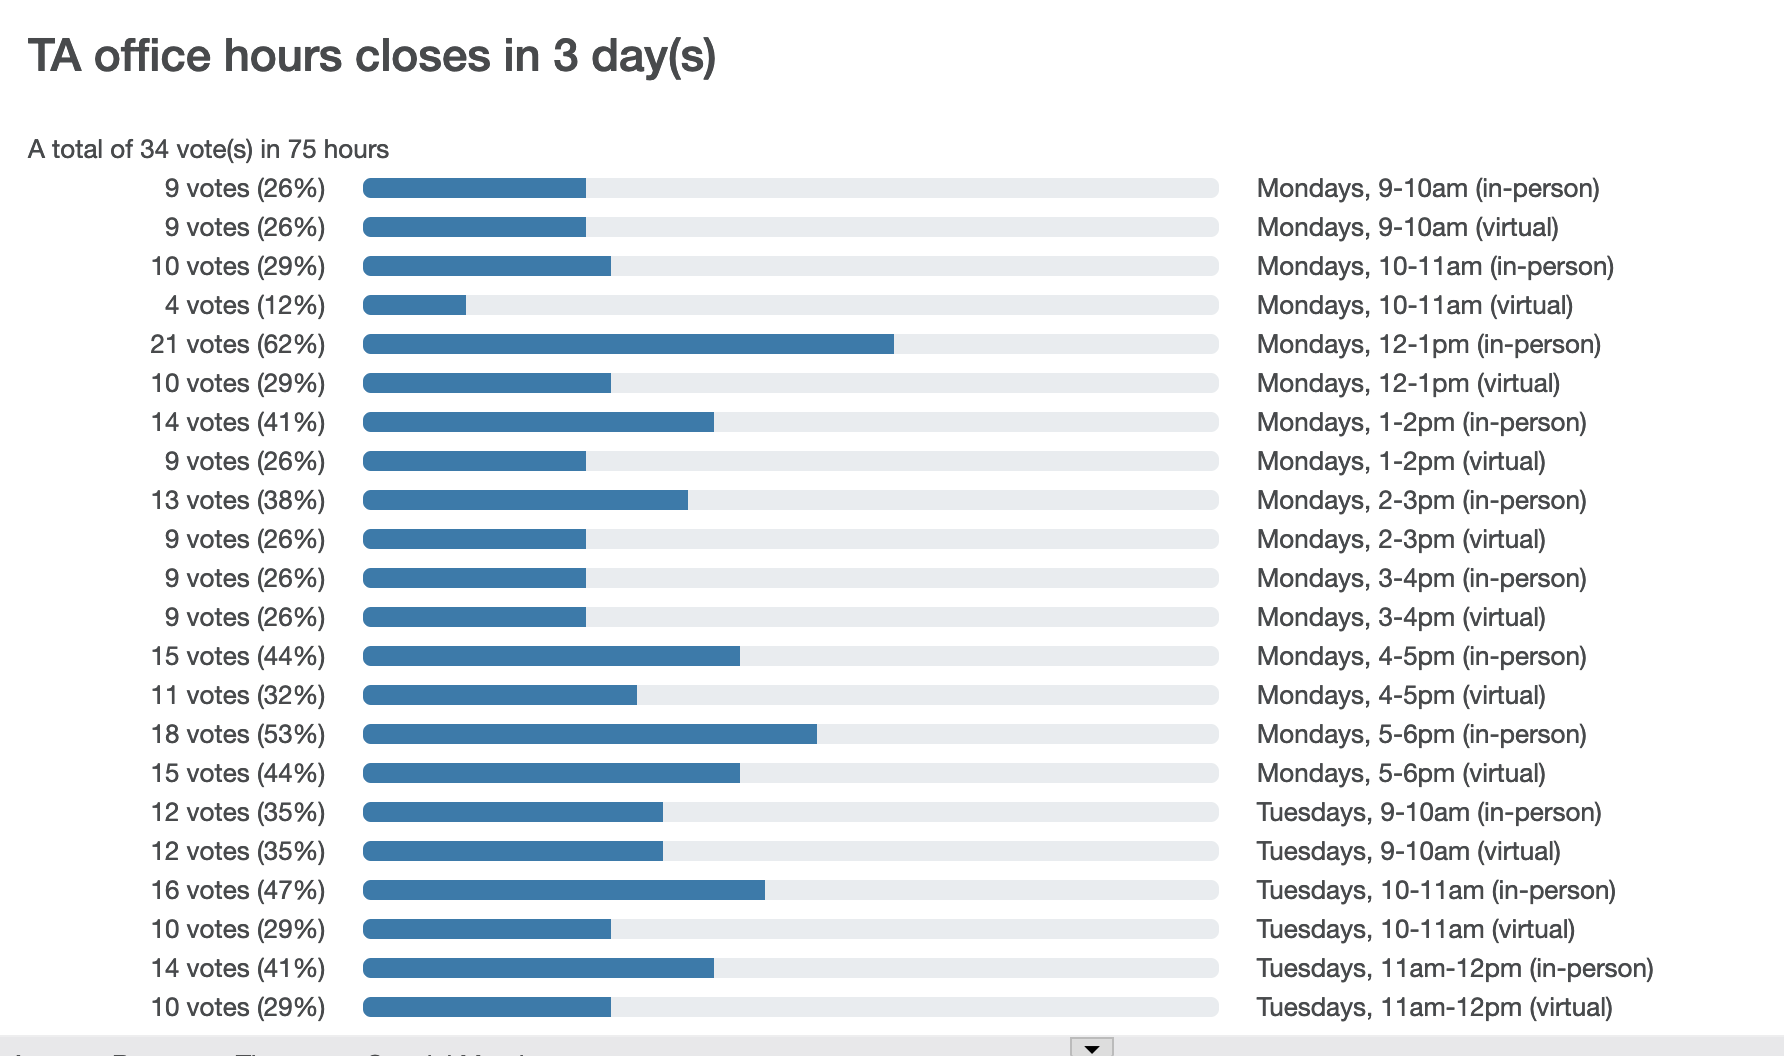 TA office hours closes in 3 day(s)
A total of 34 vote(s) in 75 hours
9 votes (26%) Mondays, 9-10am (in-person)
9 votes (26%) Mondays, 9-10am (virtual)
10 votes (29%) Mondays, 10-11am (in-person)
4 votes (12%) Mondays, 10-11am (virtual)
21 votes (62%) Mondays, 12-1pm (in-person)
10 votes (29%) Mondays, 12-1pm (virtual)
14 votes (41%) Mondays, 1-2pm (in-person)
9 votes (26%) Mondays, 1-2pm (virtual)
13 votes (38%) Mondays, 2-3pm (in-person)
9 votes (26%) Mondays, 2-3pm (virtual)
9 votes (26%) Mondays, 3-4pm (in-person)
9 votes (26%) Mondays, 3-4pm (virtual)
15 votes (44%) Mondays, 4-5pm (in-person)
11 votes (32%) Mondays, 4-5pm (virtual)
18 votes (53%) Mondays, 5-6pm (in-person)
15 votes (44%) Mondays, 5-6pm (virtual)
12 votes (35%) Tuesdays, 9-10am (in-person)
12 votes (35%) Tuesdays, 9-10am (virtual)
16 votes (47%) Tuesdays, 10-11am (in-person)
10 votes (29%) Tuesdays, 10-11am (virtual)
14 votes (41%) Tuesdays, 11am-12pm (in-person)
10 votes (29%) Tuesdays, 11am-12pm (virtual)